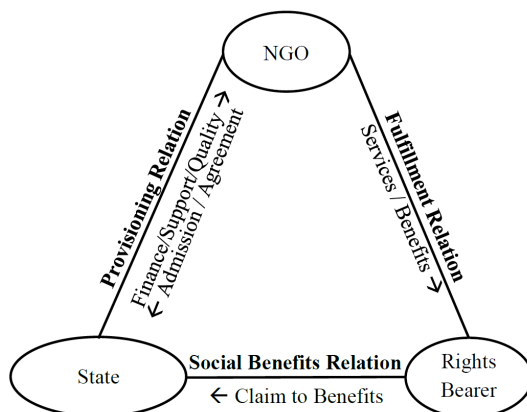 NGO
Provisioning Relation
Finance/Support/Quality →
← Admission / Agreement
Fulfillment Relation
Services / Benefits →
State
Social Benefits Relation
← Claim to Benefits
Rights
Bearer